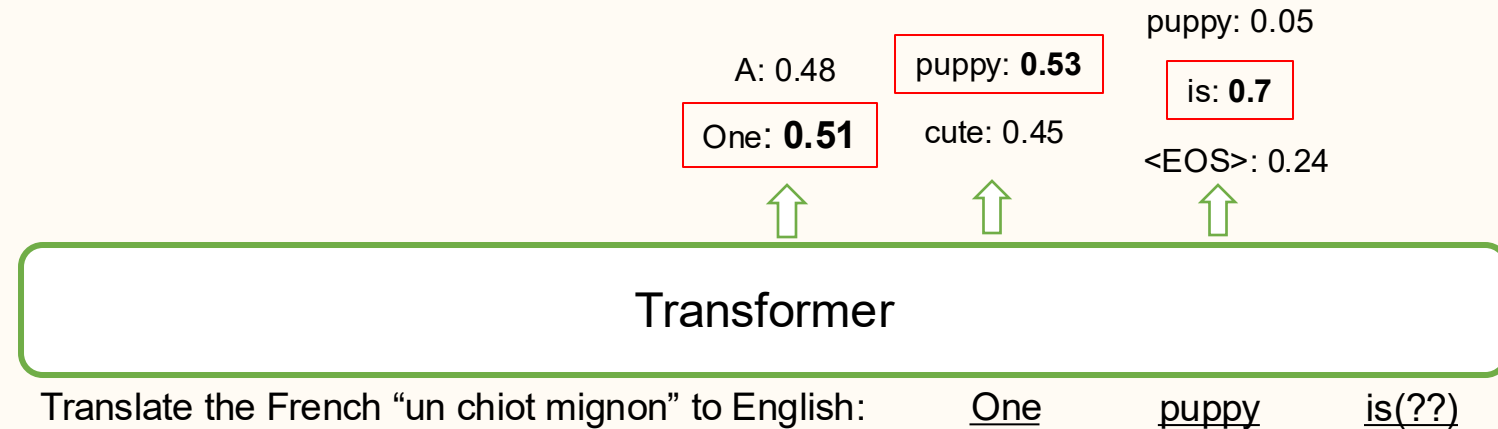 A: 0.48
One: 0.51
puppy: 0.53
cute: 0.45
puppy: 0.05
is: 0.7
<EOS>: 0.24
Transformer
Translate the French “un chiot mignon” to English: One puppy is(??)